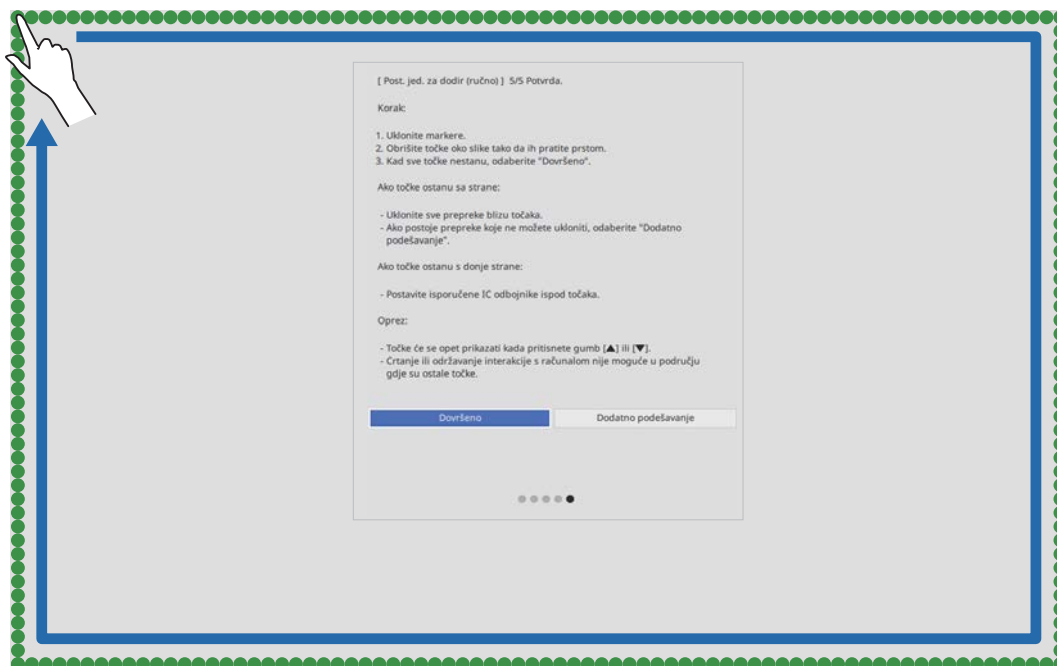 [ Post. jed. za dodir (ručno) ] 5/5 Potvrda.
Korak:
1. Uklonite markere.
2. Obrišite točke oko slike tako da ih pratite prstom.
3. Kad sve točke nestanu, odaberite "Dovršeno".
Ako točke ostanu sa strane:
- Uklonite sve prepreke blizu točaka.
- Ako postoje prepreke koje ne možete ukloniti, odaberite "Dodatno
podešavanje".
Ako točke ostanu s donje strane:
- Postavite isporučene IC odbojnike ispod točaka.
Oprez:
- Točke će se opet prikazati kada pritisnete gumb [▲] ili [▼].
- Crtanje ili održavanje interakcije s računalom nije moguće u području
gdje su ostale točke.
Dovršeno
Dodatno podešavanje